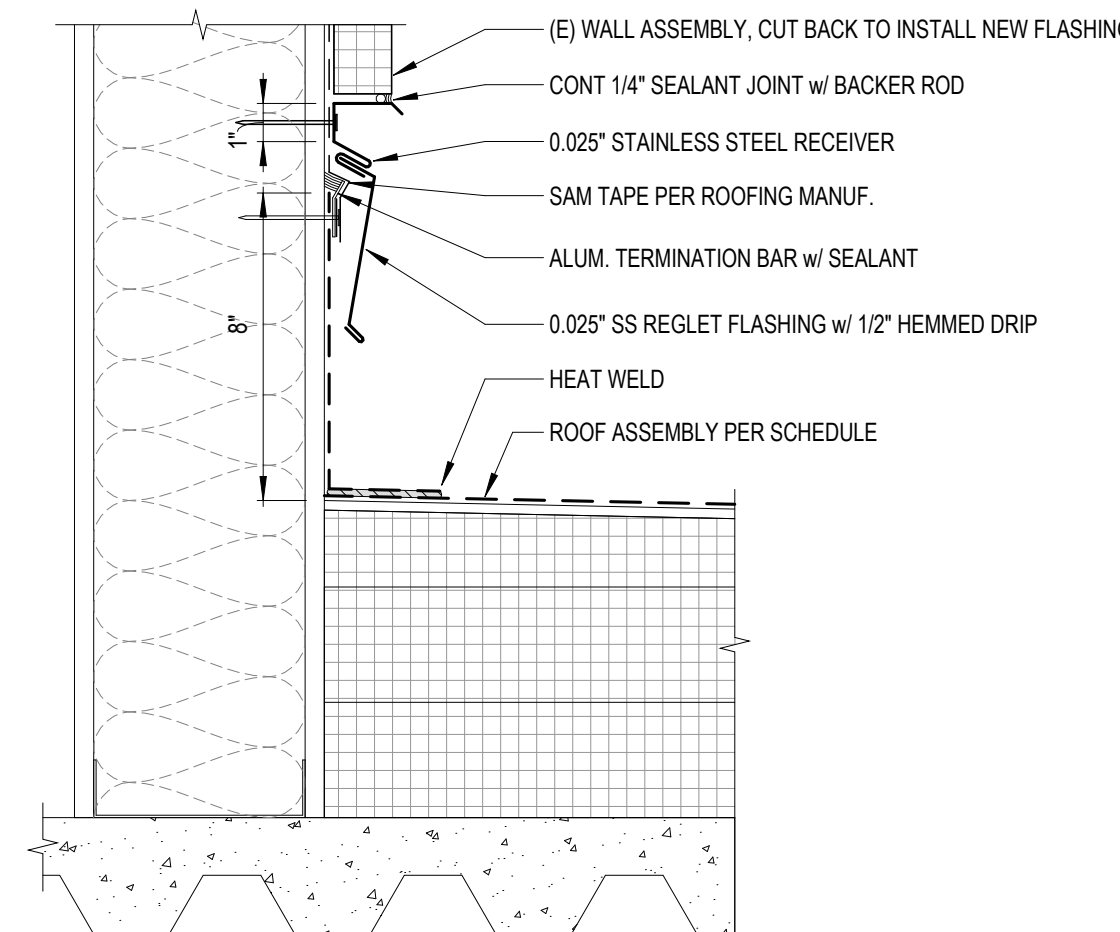 (E) WALL ASSEMBLY, CUT BACK TO INSTALL NEW FLASHING
CONT 1/4" SEALANT JOINT w/ BACKER ROD
1"
0.025" STAINLESS STEEL RECEIVER
SAM TAPE PER ROOFING MANUF.
ALUM. TERMINATION BAR w/ SEALANT
8"
0.025" SS REGLET FLASHING w/ 1/2" HEMMED DRIP
HEAT WELD
ROOF ASSEMBLY PER SCHEDULE